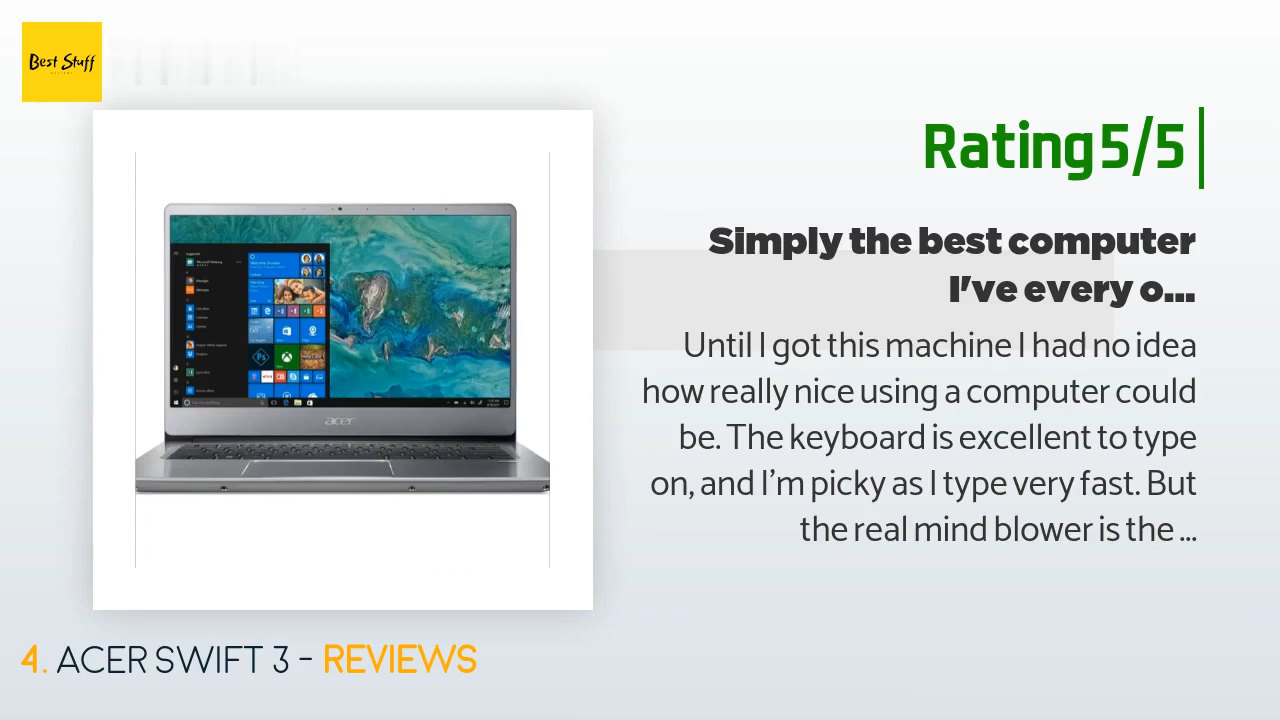 Best Stuff
Rating 5/5
Simply the best computer
I've every o...
Until I got this machine I had no idea
how really nice using a computer could
be. The keyboard is excellent to type
on, and I'm picky as I type very fast. But
the real mind blower is the ...
acer
4. ACER SWIFT 3 - REVIEWS